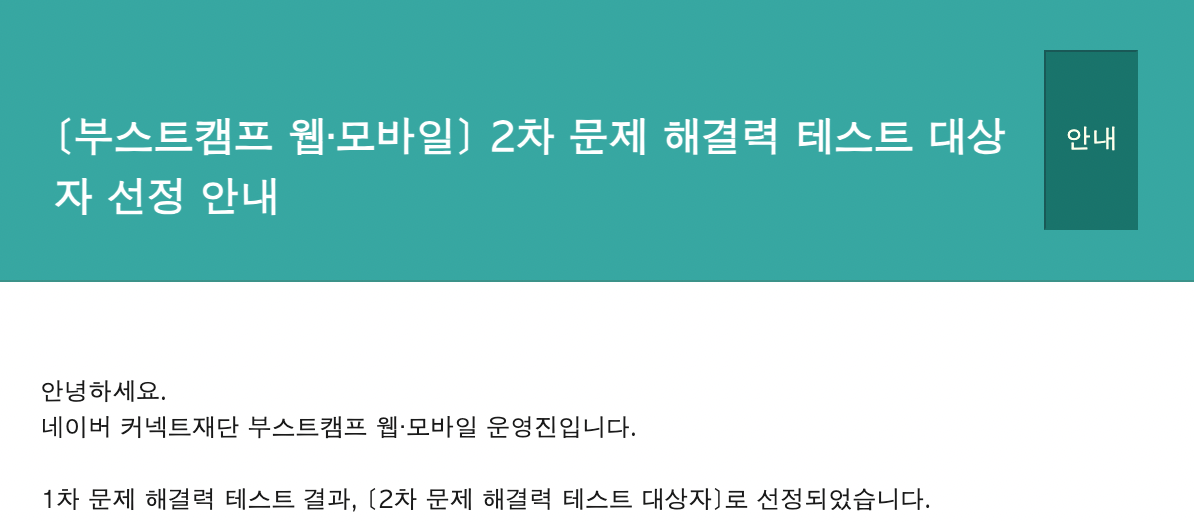 〔부스트캠프 웹·모바일〕 2차 문제 해결력 테스트 대상
자 선정 안내
안내
안녕하세요.
네이버 커넥트재단 부스트캠프 웹·모바일 운영진입니다.
1차 문제 해결력 테스트 결과, 〔2차 문제 해결력 테스트 대상자〕로 선정되었습니다.